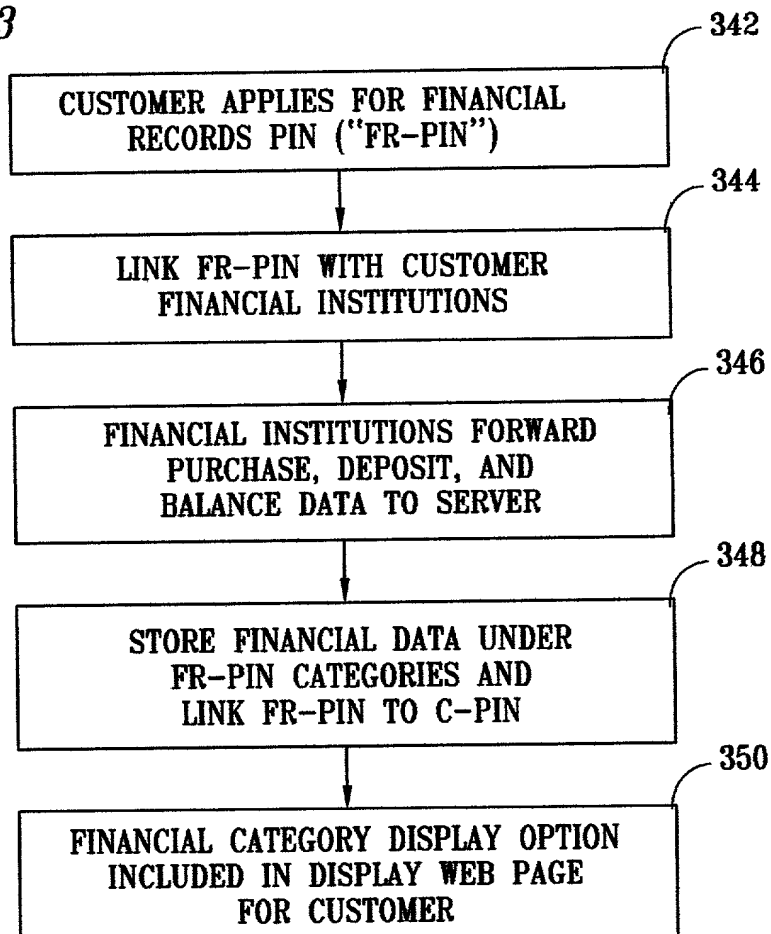 3
342
CUSTOMER APPLIES FOR FINANCIAL
RECORDS PIN ("FR-PIN")
344
LINK FR-PIN WITH CUSTOMER
FINANCIAL INSTITUTIONS
346
FINANCIAL INSTITUTIONS FORWARD
PURCHASE, DEPOSIT, AND
BALANCE DATA TO SERVER
348
STORE FINANCIAL DATA UNDER
FR-PIN CATEGORIES AND
LINK FR-PIN TO C-PIN
350
FINANCIAL CATEGORY DISPLAY OPTION
INCLUDED IN DISPLAY WEB PAGE
FOR CUSTOMER